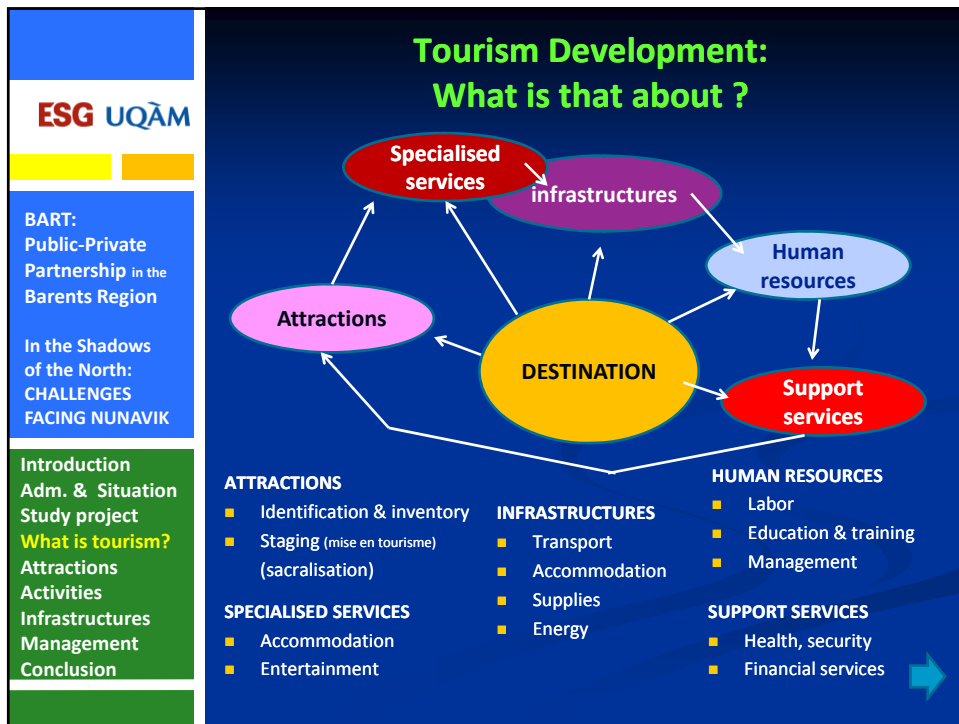 Tourism Development:
What is that about ?
ESG UQÀM
BART:
Public-Private
Partnership in the
Barents Region
In the Shadows
of the North:
CHALLENGES
FACING NUNAVIK
Introduction
Adm. & Situation
Study project
What is tourism?
Attractions
Activities
Infrastructures
Management
Conclusion
Specialised
services
infrastructures
Human
resources
Attractions
DESTINATION
Support
services
ATTRACTIONS
Identification & inventory
Staging (mise en tourisme)
(sacralisation)
SPECIALISED SERVICES
Accommodation
Entertainment
INFRASTRUCTURES
Transport
Accommodation
Supplies
Energy
HUMAN RESOURCES
Labor
Education & training
Management
SUPPORT SERVICES
Health, security
Financial services